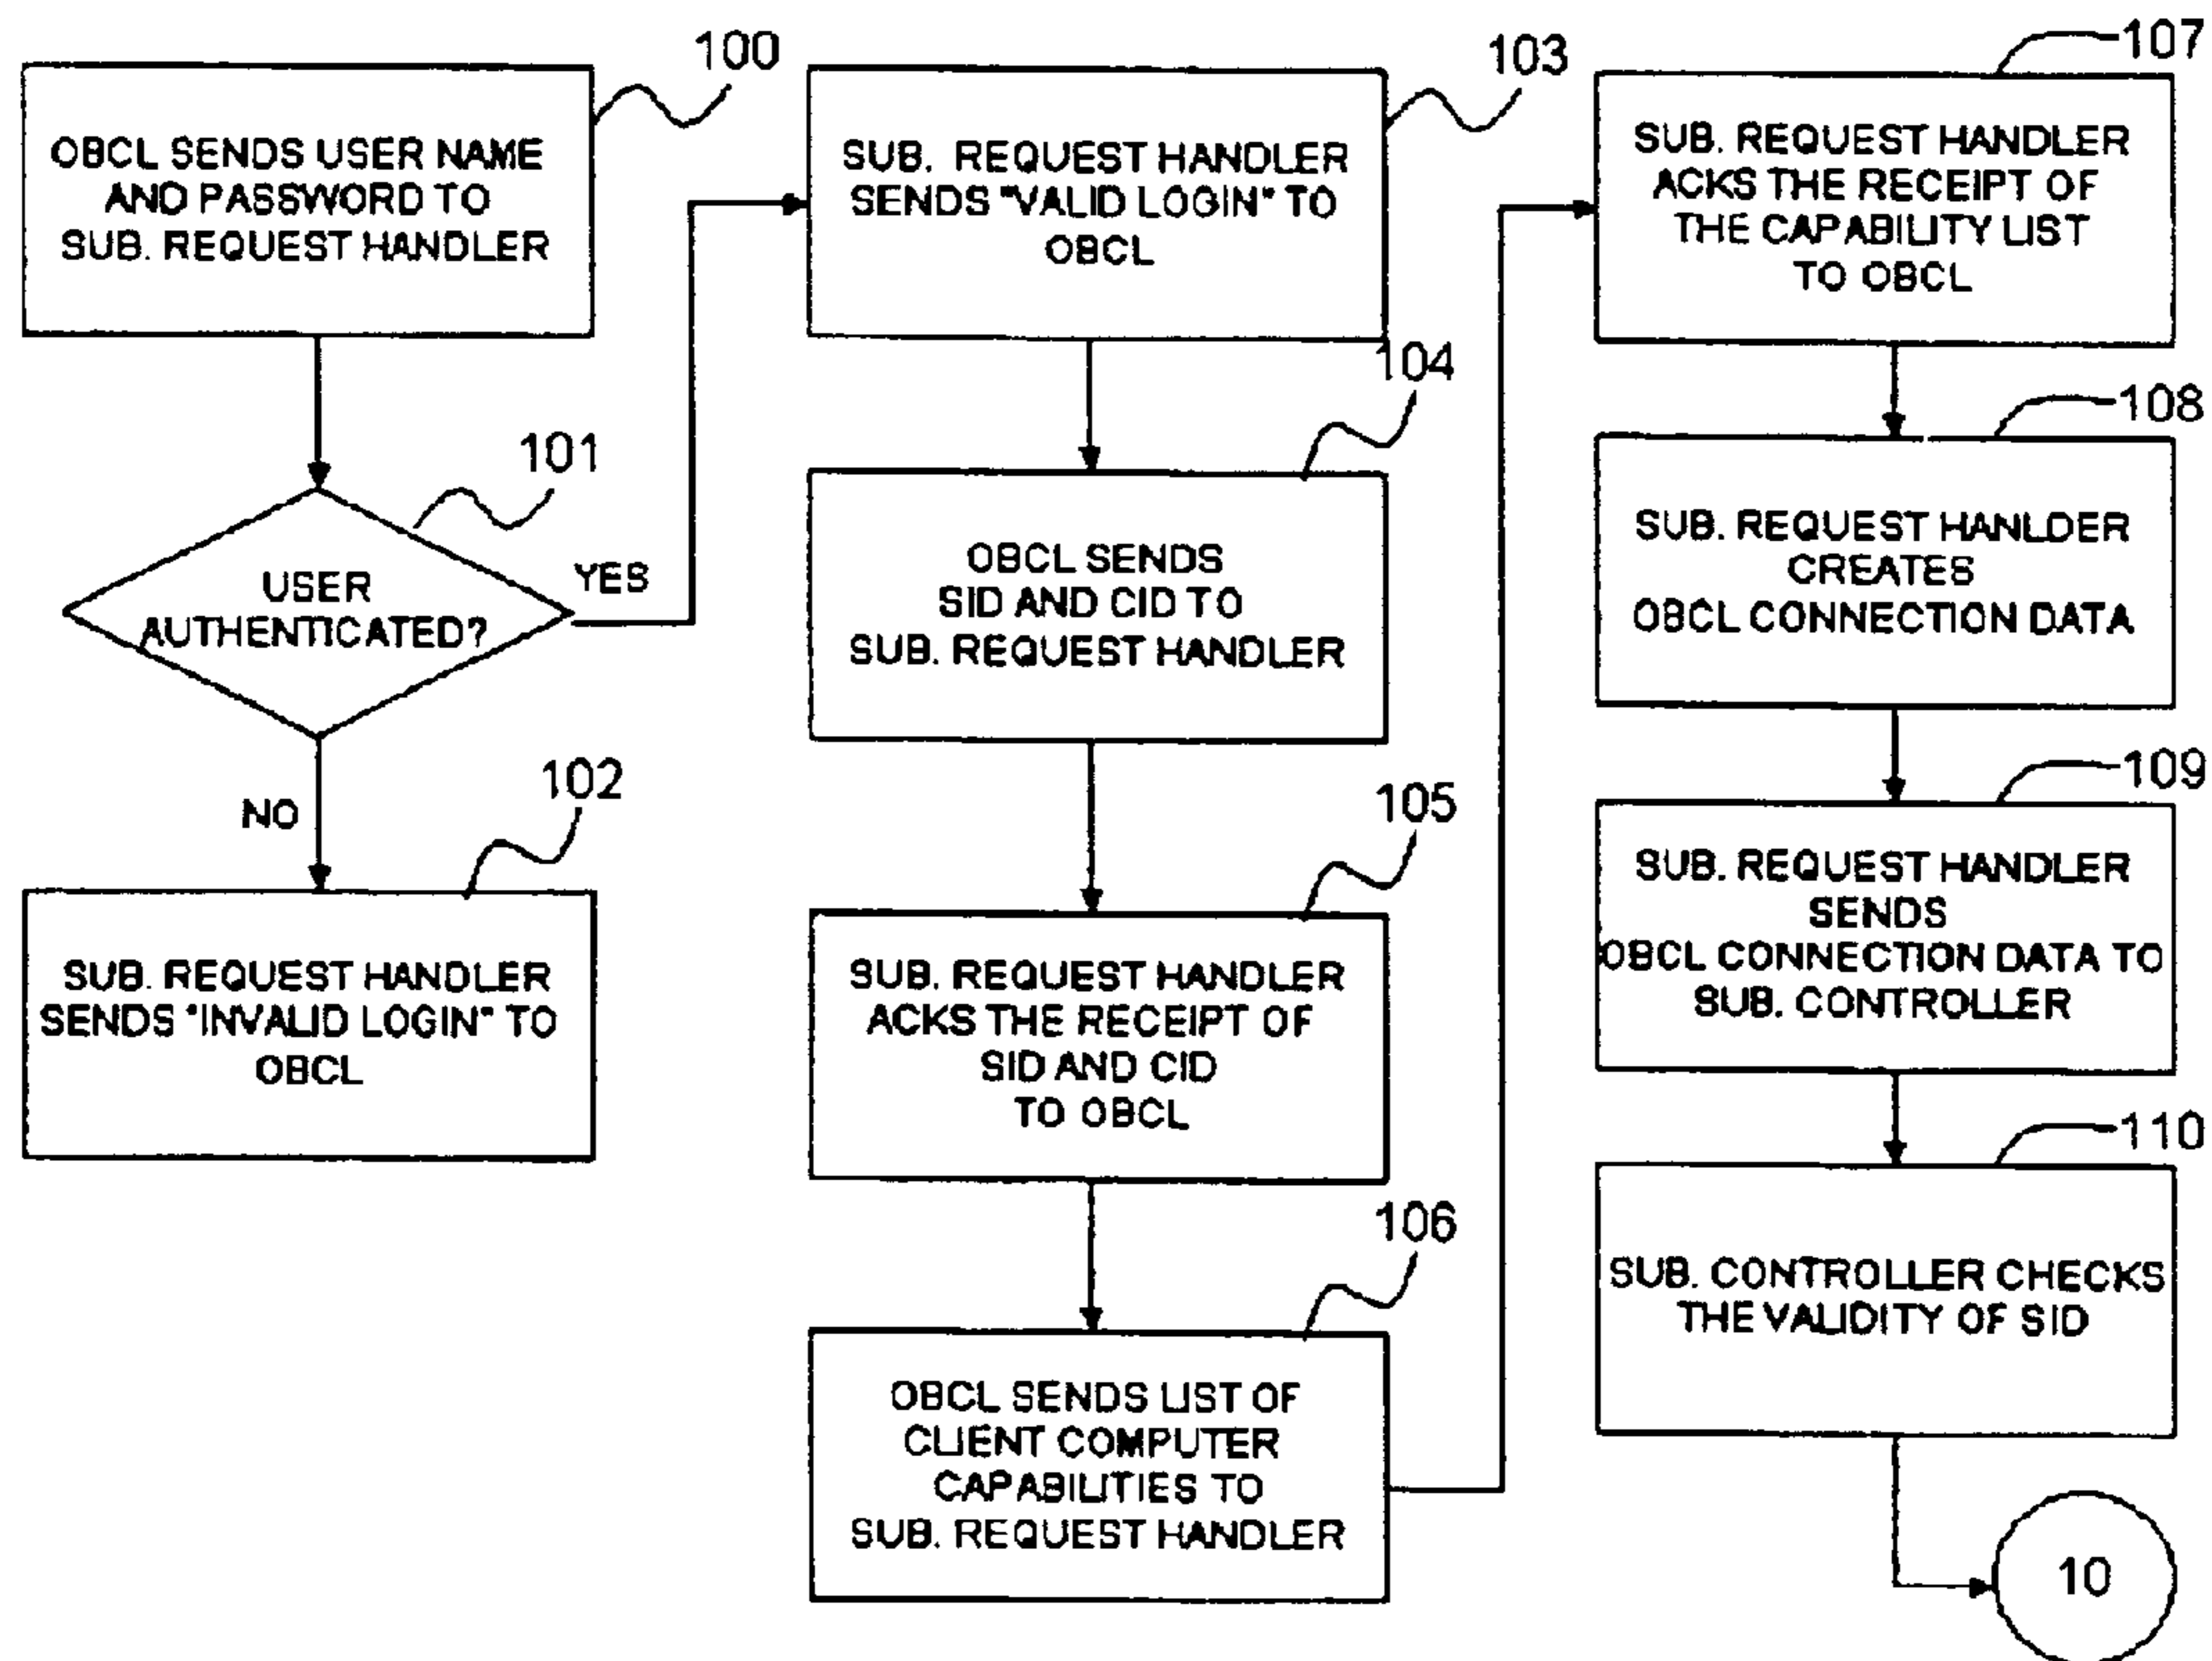 100
OBCL SENDS USER NAME
AND PASSWORD TO
SUB. REQUEST HANDLER
101
USER
AUTHENTICATED?
YES
NO
102
SUB. REQUEST HANDLER
SENDS "INVALID LOGIN" TO
OBCL
103
SUB. REQUEST HANDLER
SENDS "VALID LOGIN" TO
OBCL
104
OBCL SENDS
SID AND CID TO
SUB. REQUEST HANDLER
105
SUB. REQUEST HANDLER
ACKS THE RECEIPT OF
SID AND CID
TO OBCL
106
OBCL SENDS LIST OF
CLIENT COMPUTER
CAPABILITIES TO
SUB. REQUEST HANDLER
107
SUB. REQUEST HANDLER
ACKS THE RECEIPT OF
THE CAPABILITY LIST
TO OBCL
108
SUB. REQUEST HANLDER
CREATES
OBCL CONNECTION DATA
109
SUB. REQUEST HANDLER
SENDS
OBCL CONNECTION DATA TO
SUB. CONTROLLER
110
SUB. CONTROLLER CHECKS
THE VALIDITY OF SID
10